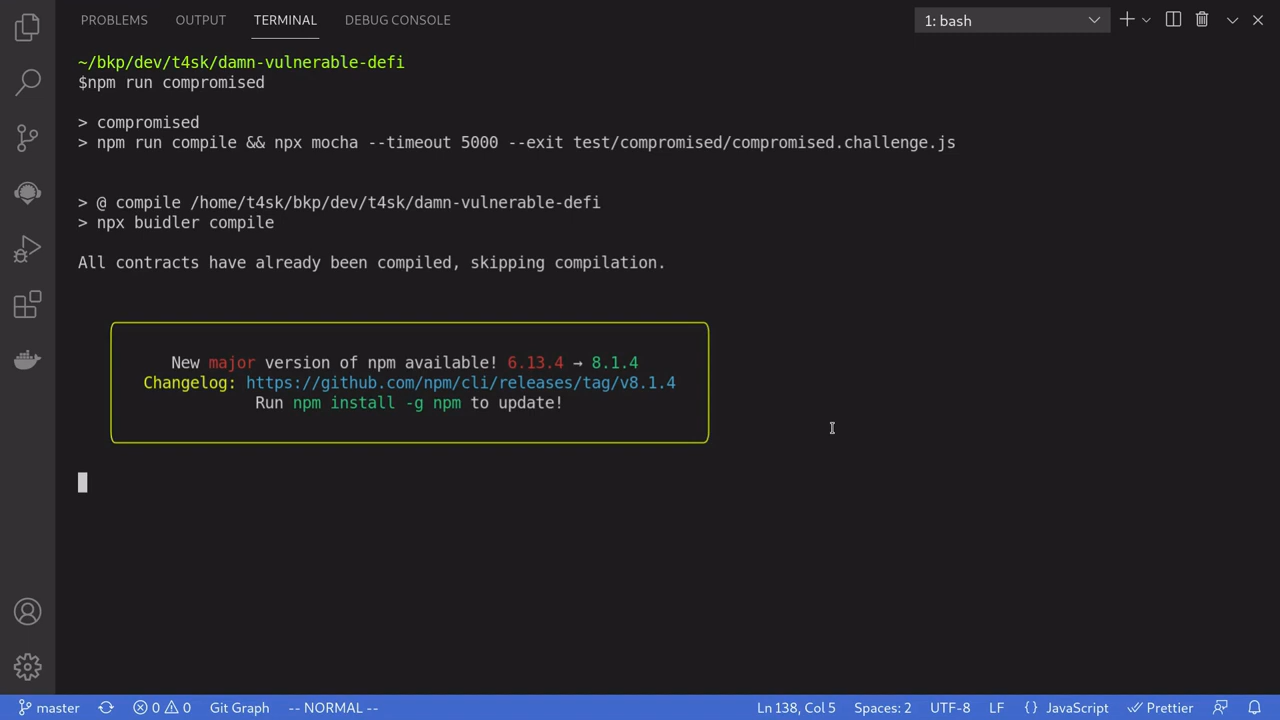 PROBLEMS OUTPUT TERMINAL DEBUG CONSOLE 1: bash
~/bkp/dev/t4sk/damn-vulnerable-defi
$npm run compromised
> compromised
> npm run compile && npx mocha --timeout 5000 --exit test/compromised/compromised.challenge.js
> @ compile /home/t4sk/bkp/dev/t4sk/damn-vulnerable-defi
> npx buidler compile
All contracts have already been compiled, skipping compilation.
New major version of npm available! 6.13.4 → 8.1.4
Changelog: https://github.com/npm/cli/releases/tag/v8.1.4
Run npm install -g npm to update!
master 0 0 Git Graph -- NORMAL -- Ln 138, Col 5 Spaces: 2 UTF-8 LF {} JavaScript Prettier